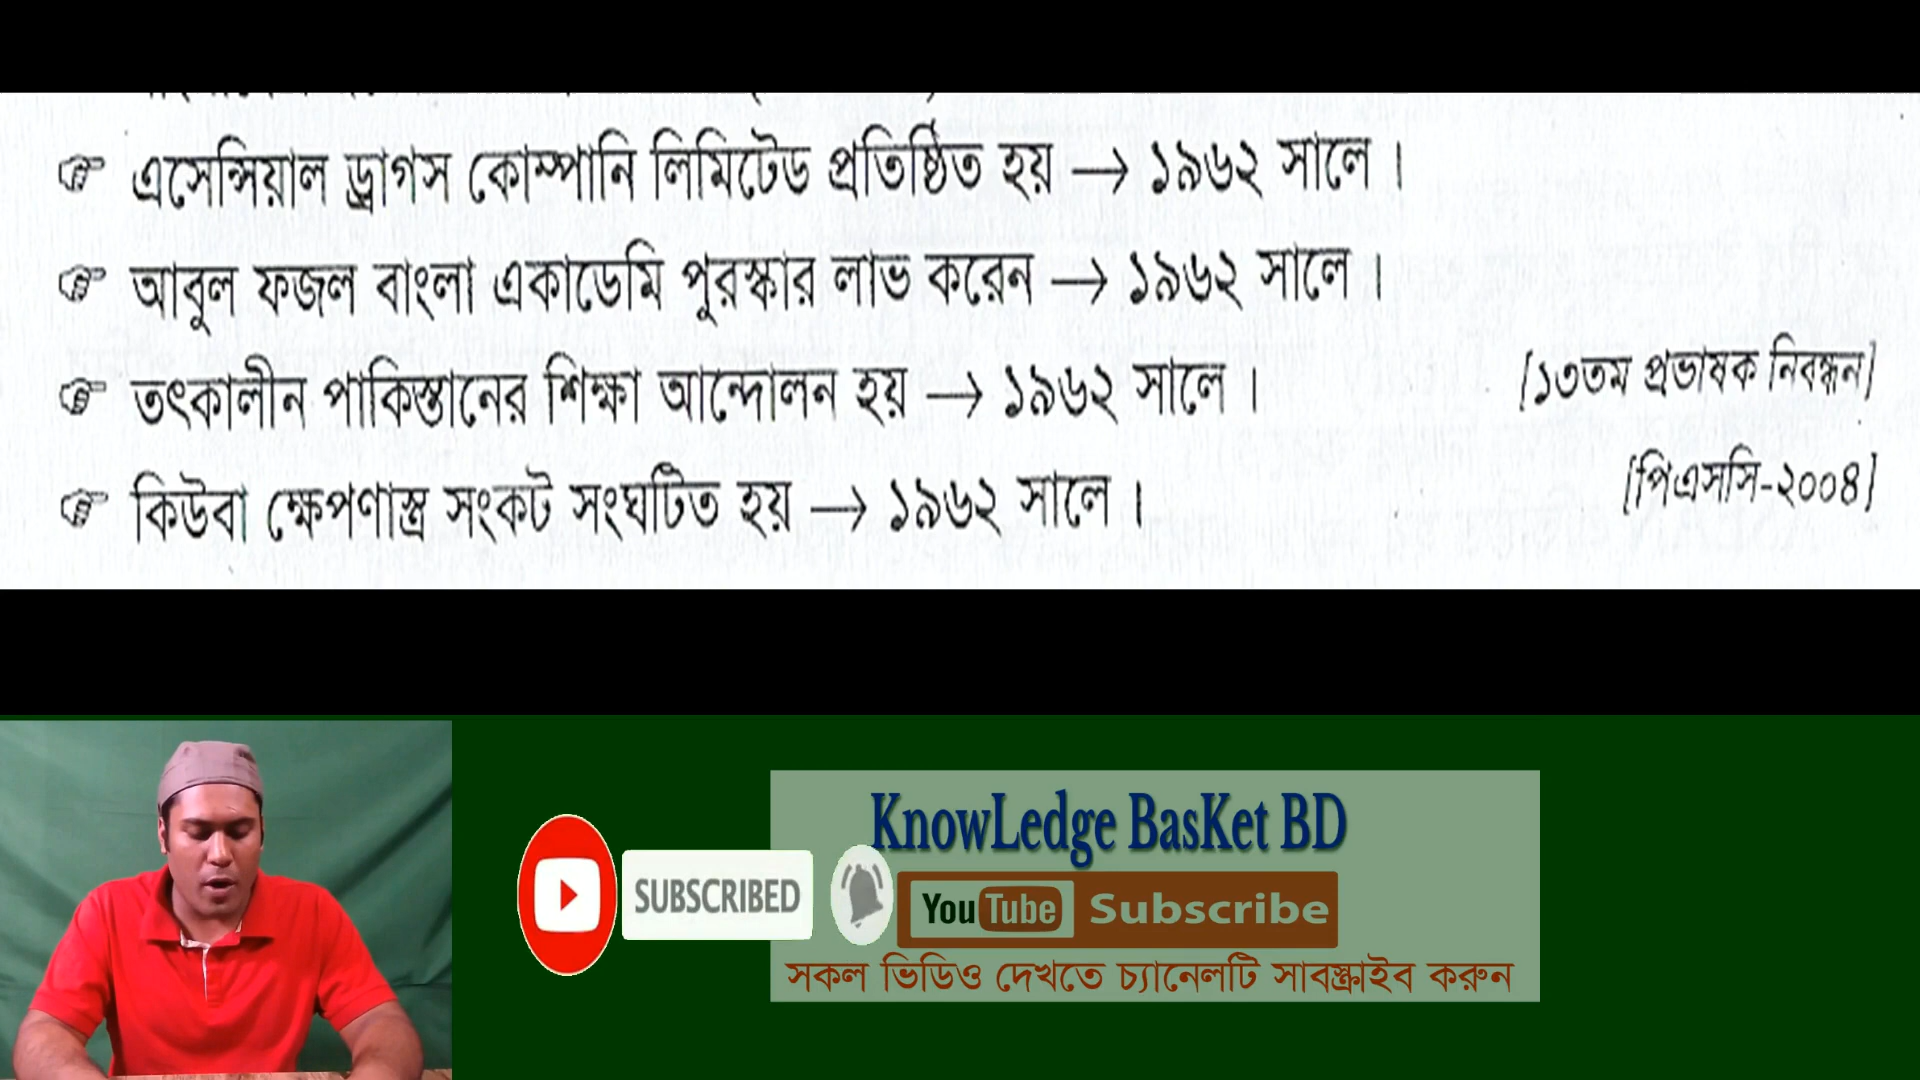 এসেন্সিয়াল ড্রাগস কোম্পানি লিমিটেড প্রতিষ্ঠিত হয় → ১৯৬২ সালে।
আবুল ফজল বাংলা একাডেমি পুরস্কার লাভ করেন → ১৯৬২ সালে।
তৎকালীন পাকিস্তানের শিক্ষা আন্দোলন হয় → ১৯৬২ সালে। [১৩তম প্রভাষক নিবন্ধন]
কিউবা ক্ষেপণাস্ত্র সংকট সংঘটিত হয় → ১৯৬২ সালে। [পিএসসি-২০০৪]
KnowLedge BasKet BD
SUBSCRIBED
YouTube Subscribe
সকল ভিডিও দেখতে চ্যানেলটি সাবস্ক্রাইব করুন